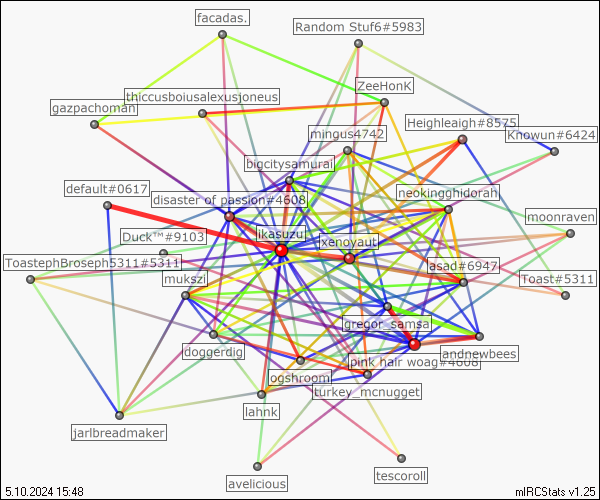 facadas.
Random Stuf6#5983
ZeeHonK
thiccusboiusalexusjoneus
gazpachoman
Heighleaigh#8575
mingus4742
Knowun#6424
bigcitysamurai
default#0617
neokingghidorah
disaster of passion#4608
moonraven
Duck™#9103
ikasuzu
xenoyaut
ToastephBroseph5311#5311
asad#6947
mukszi
Toast#5311
gregor_samsa
doggerdig
andnewbees
pink hair woag#4608
ogshroom
turkey_mcnugget
lahnk
jarlbreadmaker
tescoroll
avelicious
5.10.2024 15:48
mIRCStats v1.25